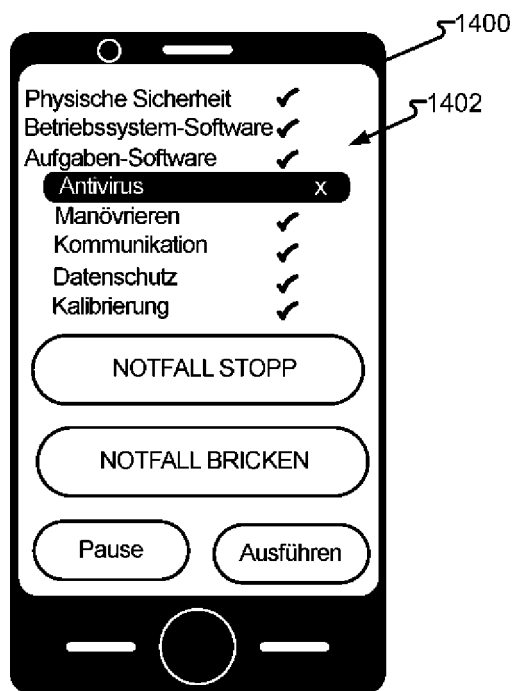 1400
1402
Physische Sicherheit ✓
Betriebssystem-Software ✓
Aufgaben-Software ✓
Antivirus x
Manövrieren ✓
Kommunikation ✓
Datenschutz ✓
Kalibrierung ✓
NOTFALL STOPP
NOTFALL BRICKEN
Pause Ausführen